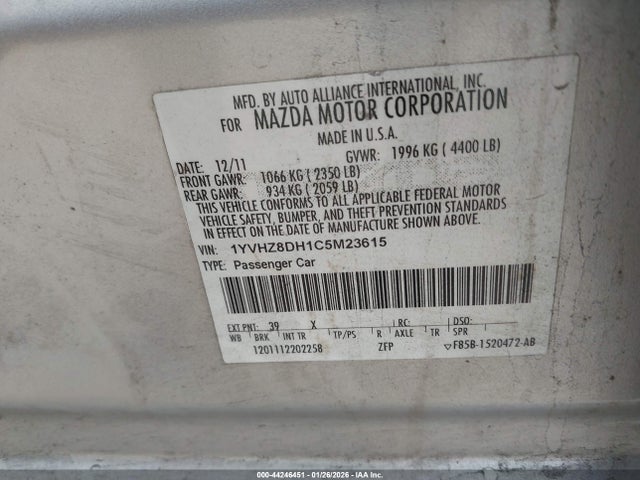 MFD. BY AUTO ALLIANCE INTERNATIONAL, INC.
FOR MAZDA MOTOR CORPORATION
MADE IN U.S.A.
DATE: 12/11 GVWR: 1996 KG ( 4400 LB)
FRONT GAWR: 1066 KG ( 2350 LB)
REAR GAWR: 934 KG ( 2059 LB)
THIS VEHICLE CONFORMS TO ALL APPLICABLE FEDERAL MOTOR
VEHICLE SAFETY, BUMPER, AND THEFT PREVENTION STANDARDS
IN EFFECT ON THE DATE OF MANUFACTURE SHOWN ABOVE.
VIN: 1YVHZ8DH1C5M23615
TYPE: Passenger Car
EXT PNT: 39 X RC: DSO:
WB BRK INT TR TP/PS R AXLE TR SPR
1201112202258 ZFP ▽F85B-1520472-AB
000-44246451 - 01/26/2026 - © IAA Inc.